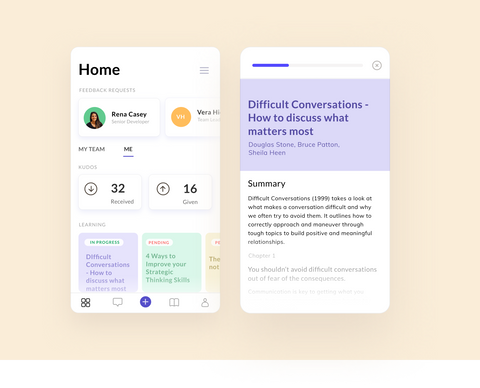 Home
FEEDBACK REQUESTS
Rena Casey
Senior Developer
VH
Vera Hi
Team Lead
MY TEAM
ME
KUDOS
32
Received
16
Given
LEARNING
IN PROGRESS
Difficult
Conversations
- How to
discuss what
matters most
PENDING
4 Ways to
Improve your
Strategic
Thinking Skills
PE
The
not
Difficult Conversations -
How to discuss what
matters most
Douglas Stone, Bruce Patton,
Sheila Heen
Summary
Difficult Conversations (1999) takes a look at
what makes a conversation difficult and why
we often try to avoid them. It outlines how to
correctly approach and maneuver through
tough topics to build positive and meaningful
relationships.
Chapter 1
You shouldn't avoid difficult conversations
out of fear of the consequences.
Communication is key to getting what you